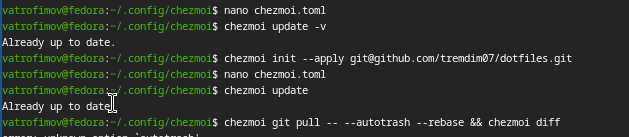 vatrofimov@fedora:~/.config/chezmoi$ nano chezmoi.toml
vatrofimov@fedora:~/.config/chezmoi$ chezmoi update -v
Already up to date.
vatrofimov@fedora:~/.config/chezmoi$ chezmoi init --apply git@github.com/tremdim07/dotfiles.git
vatrofimov@fedora:~/.config/chezmoi$ nano chezmoi.toml
vatrofimov@fedora:~/.config/chezmoi$ chezmoi update
Already up to date.
vatrofimov@fedora:~/.config/chezmoi$ chezmoi git pull -- --autotrash --rebase && chezmoi diff
unknown option `autotrash'